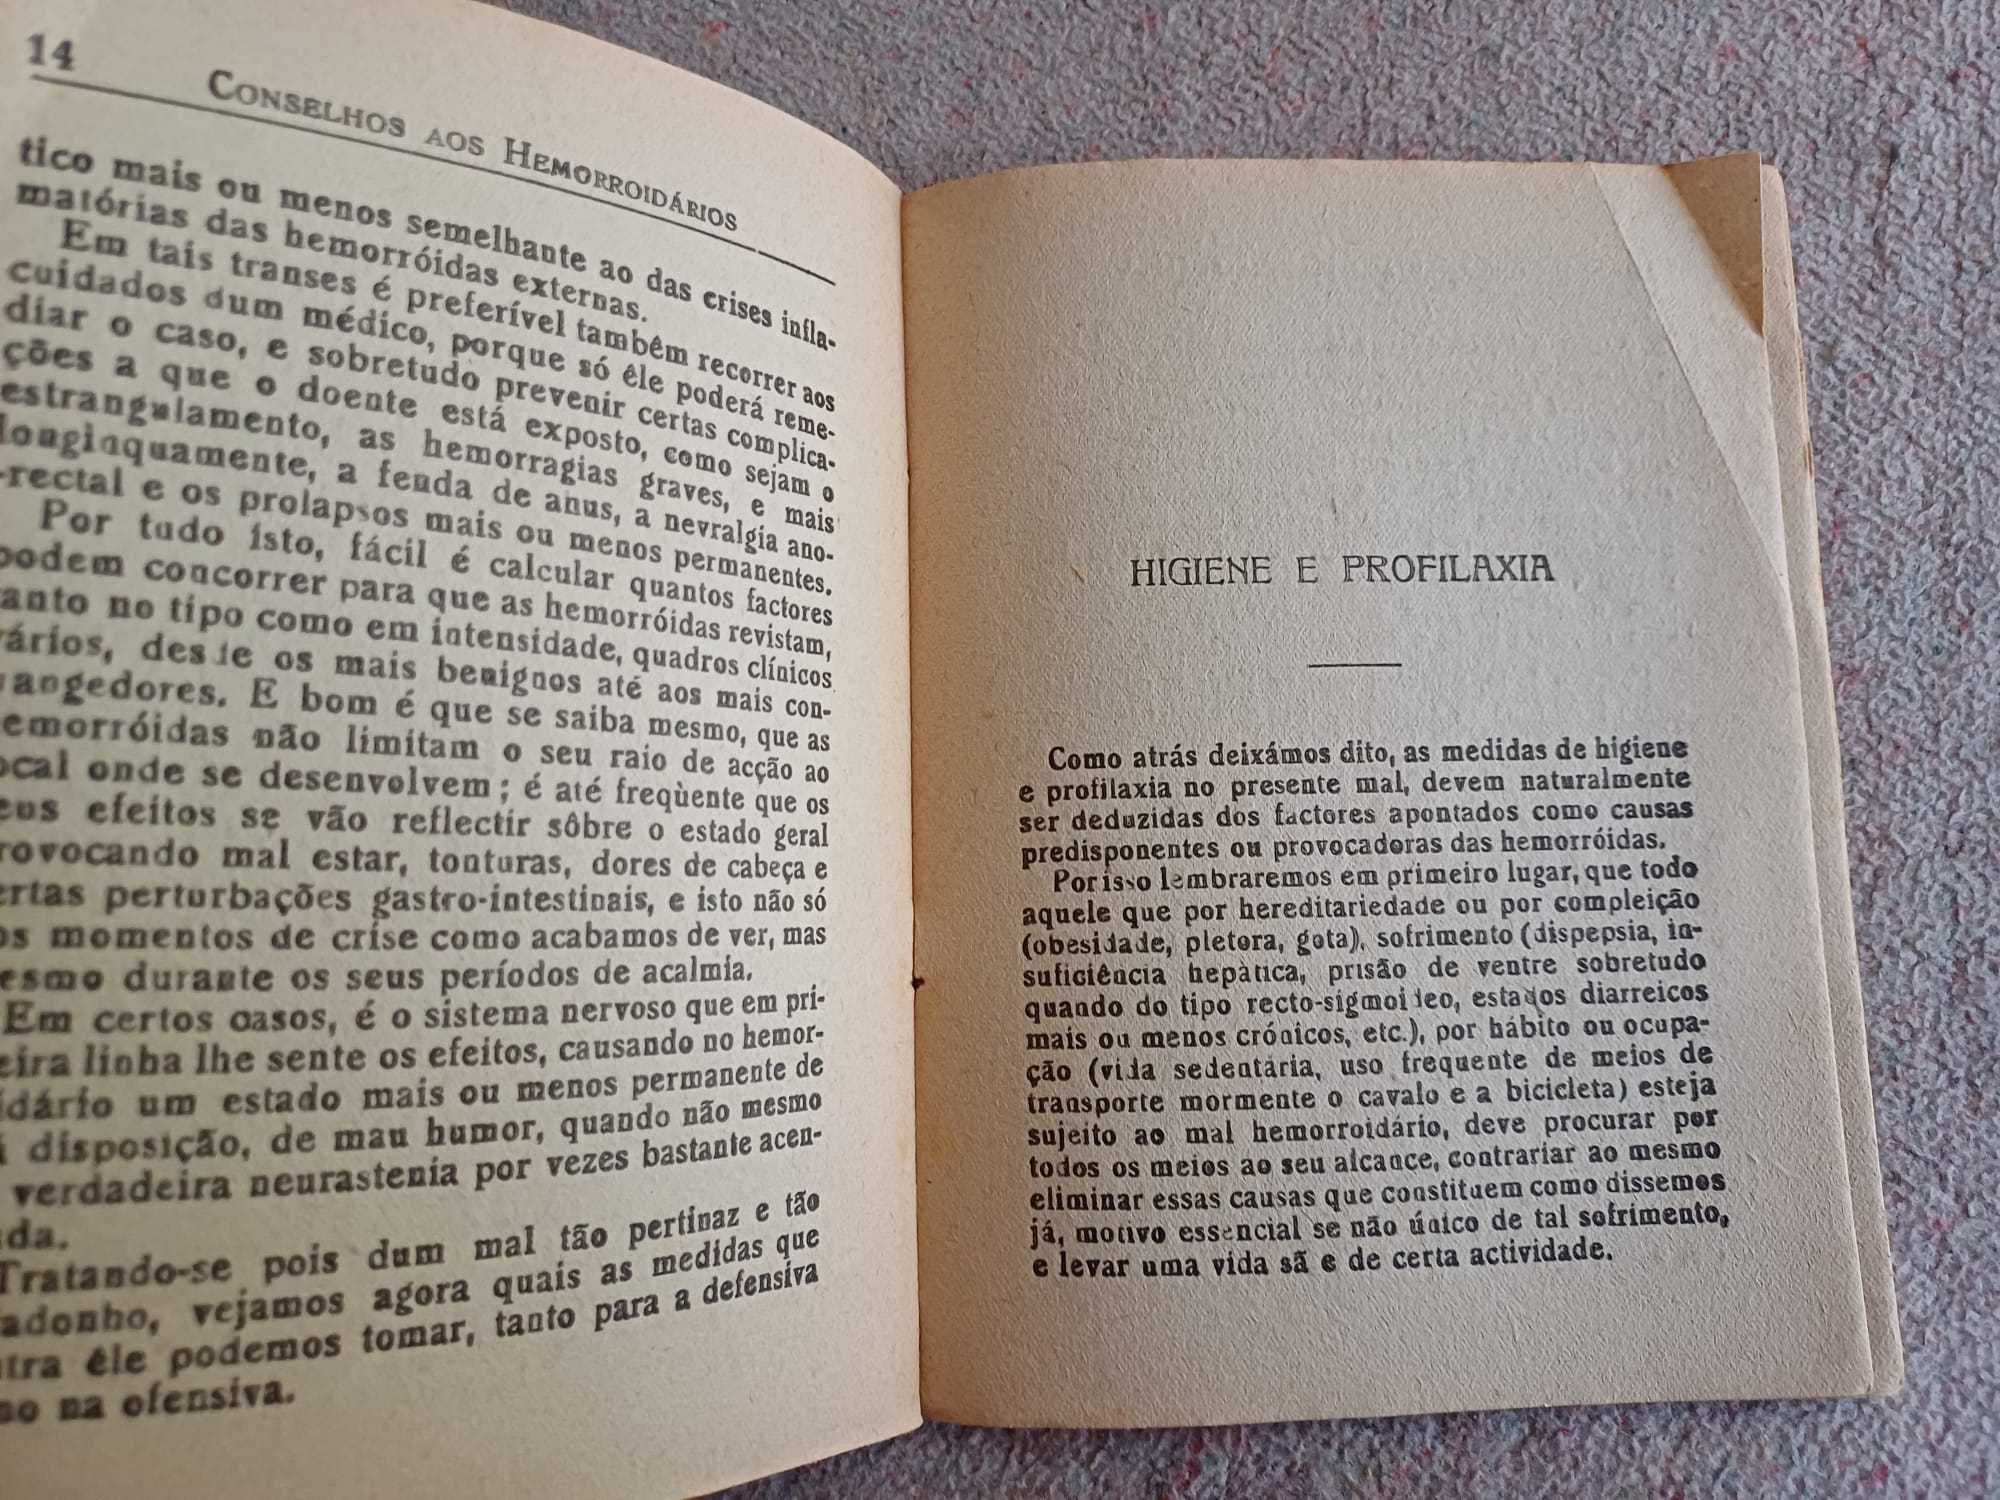 14
CONSELHOS AOS HEMORROIDÁRIOS
tico mais ou menos semelhante ao das crises infla-
matórias das hemorróidas externas.
Em tais transes é preferível tambêm recorrer aos
cuidados dum médico, porque só êle poderá reme-
diar o caso, e sobretudo prevenir certas complica-
ções a que o doente está exposto, como sejam o
estrangulamento, as hemorragias graves, e mais
longinquamente, a fenda de anus, a nevralgia ano-
-rectal e os prolapsos mais ou menos permanentes.
Por tudo isto, fácil é calcular quantos factores
podem concorrer para que as hemorróidas revistam,
tanto no tipo como em intensidade, quadros clínicos
vários, desde os mais benignos até aos mais con-
angedores. E bom é que se saiba mesmo, que as
emorróidas não limitam o seu raio de acção ao
ocal onde se desenvolvem; é até freqùente que os
eus efeitos se vão reflectir sôbre o estado geral
rovocando mal estar, tonturas, dores de cabeça e
ertas perturbações gastro-intestinais, e isto não só
os momentos de crise como acabamos de ver, mas
esmo durante os seus períodos de acalmia.
Em certos casos, é o sistema nervoso que em pri-
eira linha lhe sente os efeitos, causando no hemor-
idário um estado mais ou menos permanente de
á disposição, de mau humor, quando não mesmo
verdadeira neurastenia por vezes bastante acen-
ada.
Tratando-se pois dum mal tão pertinaz e tão
adonho, vejamos agora quais as medidas que
ntra êle podemos tomar, tanto para a defensiva
no na ofensiva.
HIGIENE E PROFILAXIA
Como atrás deixámos dito, as medidas de higiene
e profilaxia no presente mal, devem naturalmente
ser deduzidas dos factores apontados como causas
predisponentes ou provocadoras das hemorróidas.
Por isso lembraremos em primeiro lugar, que todo
aquele que por hereditariedade ou por compleição
(obesidade, pletora, gota), sofrimento (dispepsia, in-
suficiência hepàtica, prisão de ventre sobretudo
quando do tipo recto-sigmoideo, estados diarreicos
mais ou menos crónicos, etc.), por hábito ou ocupa-
ção (vida sedentária, uso frequente de meios de
transporte mormente o cavalo e a bicicleta) esteja
sujeito ao mal hemorroidário, deve procurar por
todos os meios ao seu alcance, contrariar ao mesmo
eliminar essas causas que constituem como dissemos
já, motivo essencial se não único de tal sofrimento,
e levar uma vida sã e de certa actividade.